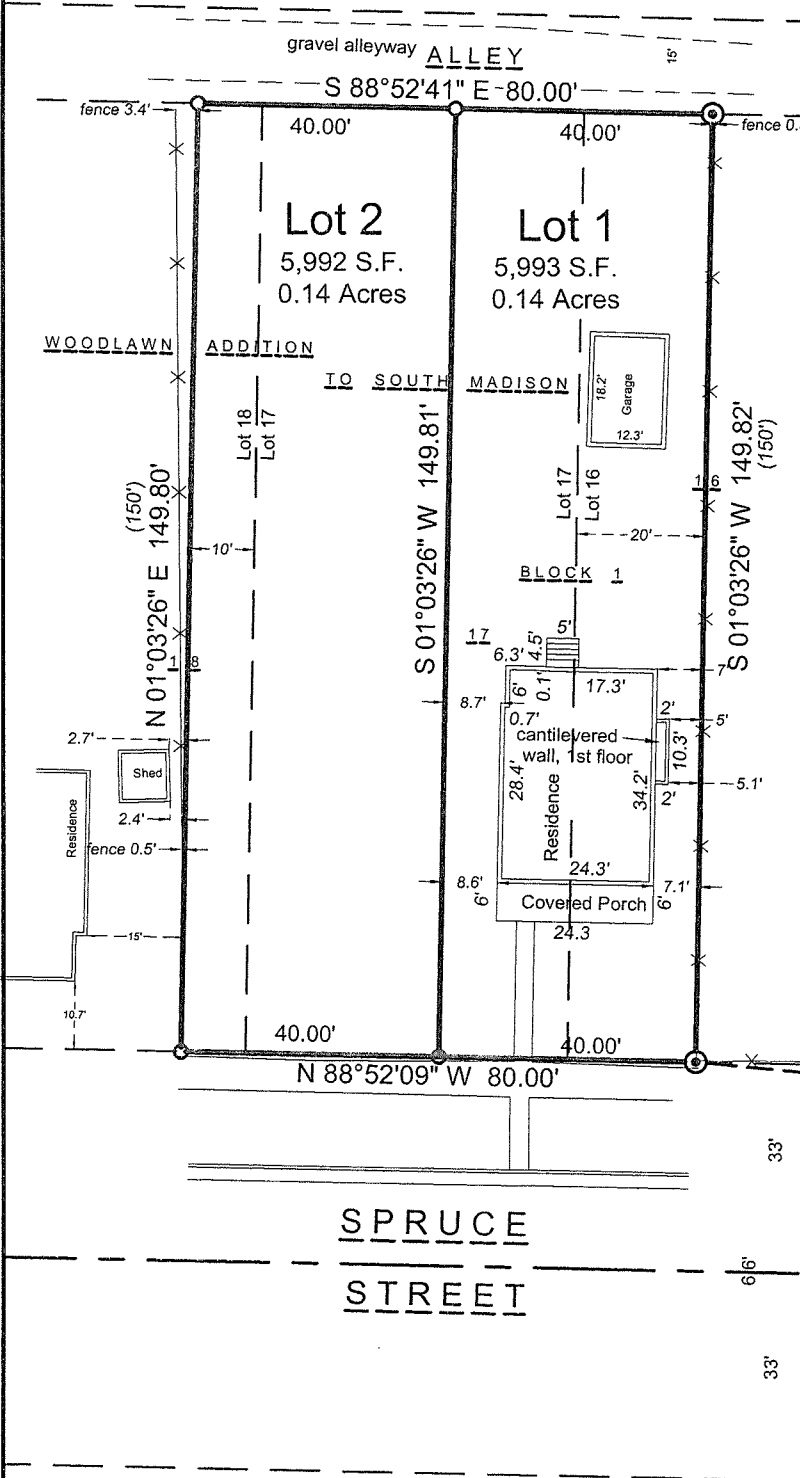 gravel alleyway ALLEY
15'
S 88°52'41" E 80.00'
fence 3.4'
40.00'
40.00'
Lot 2
5,992 S.F.
0.14 Acres
Lot 1
5,993 S.F.
0.14 Acres
WOODLAWN ADDITION
TO SOUTH MADISON
18.2'
Garage
12.3'
Lot 18
Lot 17
Lot 17
Lot 16
(150')
N 01°03'26" E 149.80'
S 01°03'26" W 149.81'
S 01°03'26" W 149.82'
(150')
16
10'
20'
BLOCK 1
17
18
5'
4.5'
6.3'
0.1'
17.3'
7'
6'
8.7'
0.7'
2'
5'
cantilevered
wall, 1st floor
10.3'
28.4'
34.2'
2'
5.1'
Residence
2.7'
Shed
2.4'
Residence
fence 0.5'
24.3'
8.6'
7.1'
6'
Covered Porch
6'
24.3
15'
10.7'
40.00'
40.00'
N 88°52'09" W 80.00'
33'
SPRUCE
66'
STREET
33'